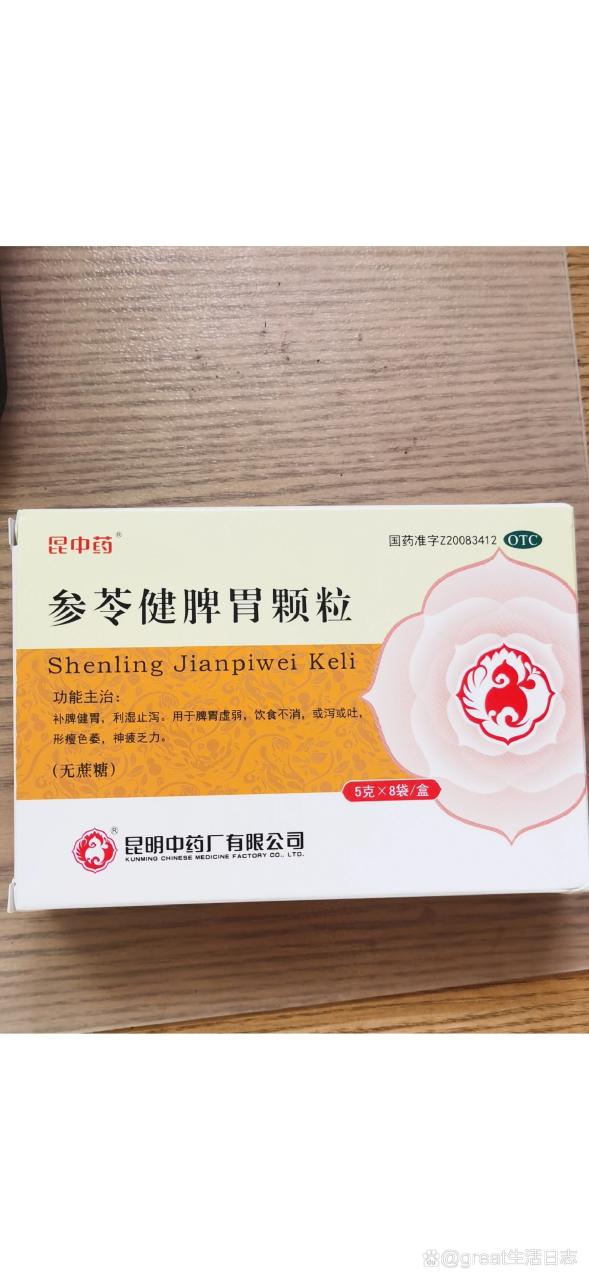 昆中药®
国药准字Z20083412 OTC
参苓健脾胃颗粒
Shenling Jianpiwei Keli
功能主治：
补脾健胃，利湿止泻。用于脾胃虚弱，饮食不消，或泻或吐，
形瘦色萎，神疲乏力。
（无蔗糖）
5克×8袋/盒
®昆明中药厂有限公司
KUNMING CHINESE MEDICINE FACTORY CO., LTD.
@great生活日志